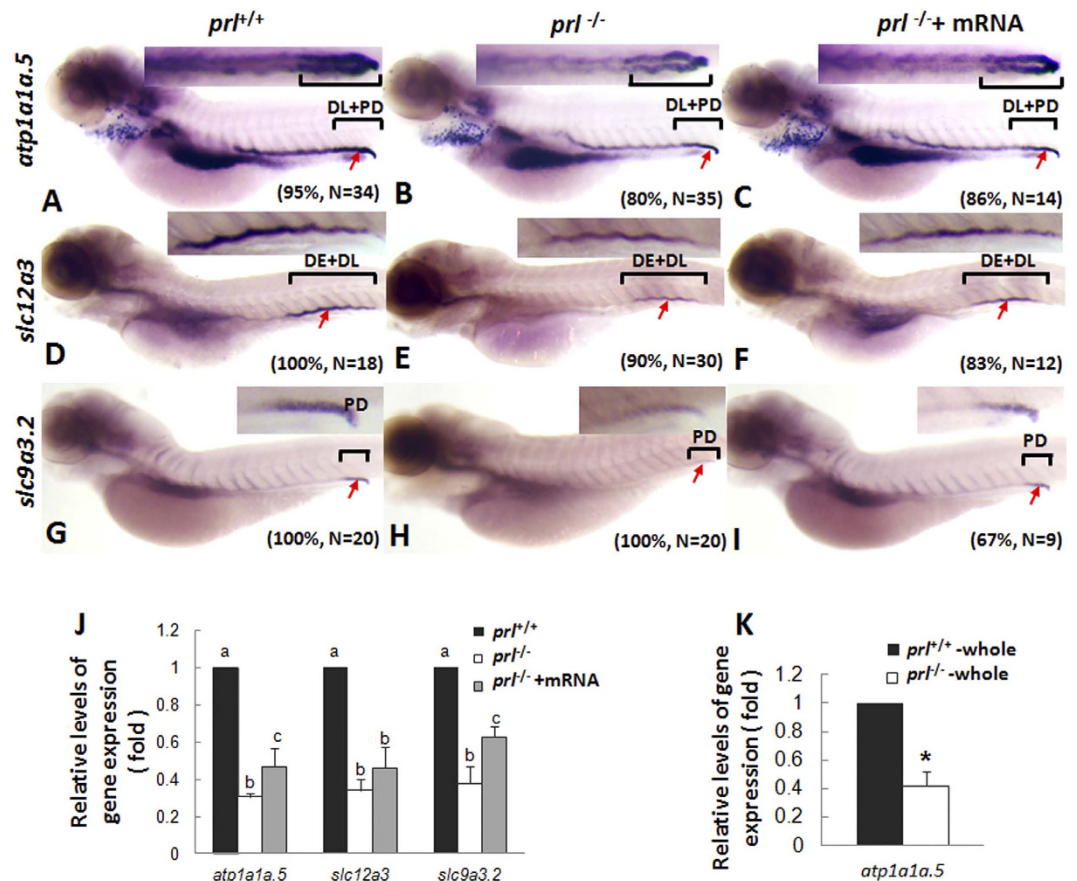 prl+/+ prl -/- prl -/-+ mRNA
atp1a1a.5
DL+PD DL+PD DL+PD
A (95%, N=34) B (80%, N=35) C (86%, N=14)
slc12a3
DE+DL DE+DL DE+DL
D (100%, N=18) E (90%, N=30) F (83%, N=12)
slc9a3.2
PD PD PD
G (100%, N=20) H (100%, N=20) I (67%, N=9)
J
Relative levels of
gene expression
( fold )
1.2
1
0.8
0.6
0.4
0.2
0
prl+/+
prl-/-
prl-/- +mRNA
a a a
b c b b b c
atp1a1a.5 slc12a3 slc9a3.2
K
Relative levels of gene
expression ( fold )
1.2
1
0.8
0.6
0.4
0.2
0
prl+/+ -whole
prl-/- -whole
*
atp1a1a.5